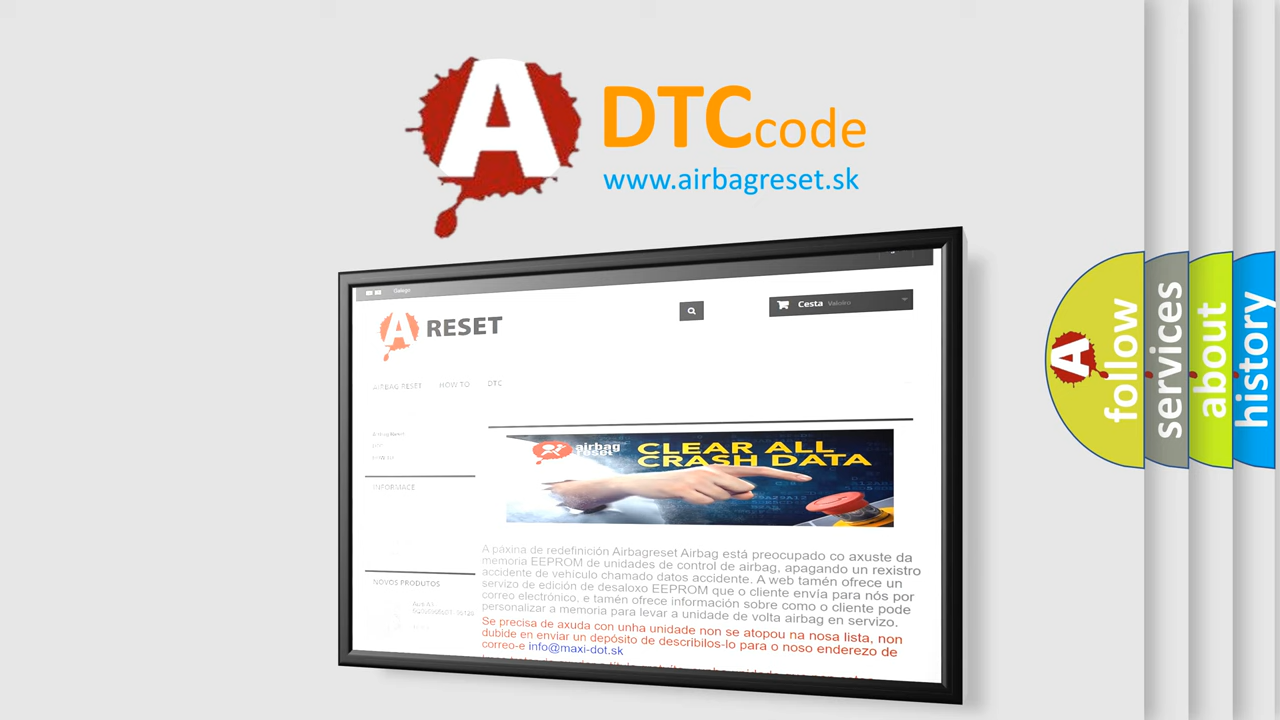 A DTCcode
www.airbagreset.sk
Galego
A RESET
Cesta Valeiro
AIRBAG RESET HOW TO DTC
INFORMACE
NOVOS PRODUTOS
airbag
reset
CLEAR ALL
CRASH DATA
A páxina de redefinición Airbagreset Airbag está preocupado co axuste da
memoria EEPROM de unidades de control de airbag, apagando un rexistro
accidente de vehículo chamado datos accidente. A web tamén ofrece un
servizo de edición de desaloxo EEPROM que o cliente envía para nós por
correo electrónico, e tamén ofrece información sobre como o cliente pode
personalizar a memoria para levar a unidade de volta airbag en servizo.
Se precisa de axuda con unha unidade non se atopou na nosa lista, non
dubide en enviar un depósito de describilos-lo para o noso enderezo de
correo-e info@maxi-dot.sk
A follow
services
about
history